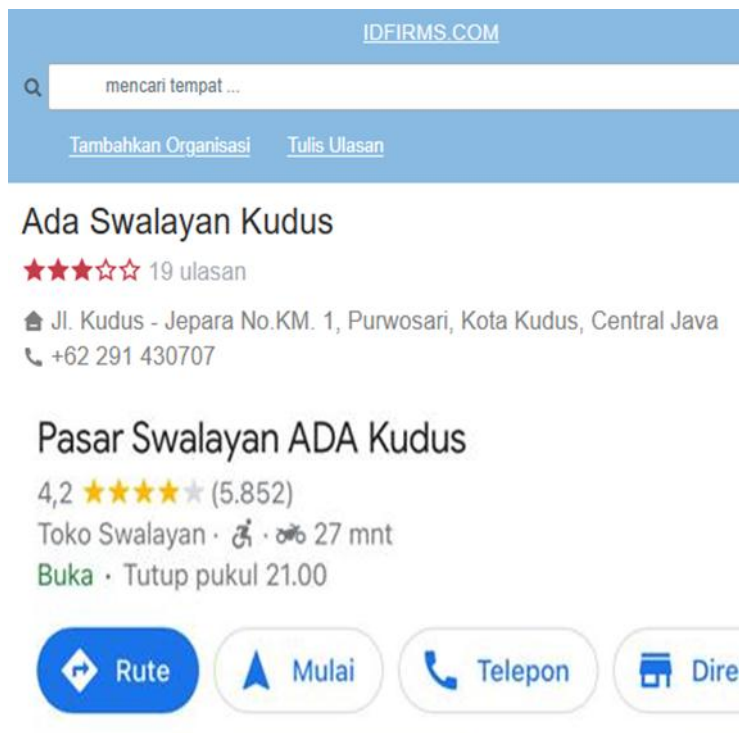 IDFIRMS.COM
mencari tempat ...
Tambahkan Organisasi Tulis Ulasan
Ada Swalayan Kudus
19 ulasan
Jl. Kudus - Jepara No.KM. 1, Purwosari, Kota Kudus, Central Java
+62 291 430707
Pasar Swalayan ADA Kudus
4,2 (5.852)
Toko Swalayan · · 27 mnt
Buka · Tutup pukul 21.00
Rute Mulai Telepon Dire